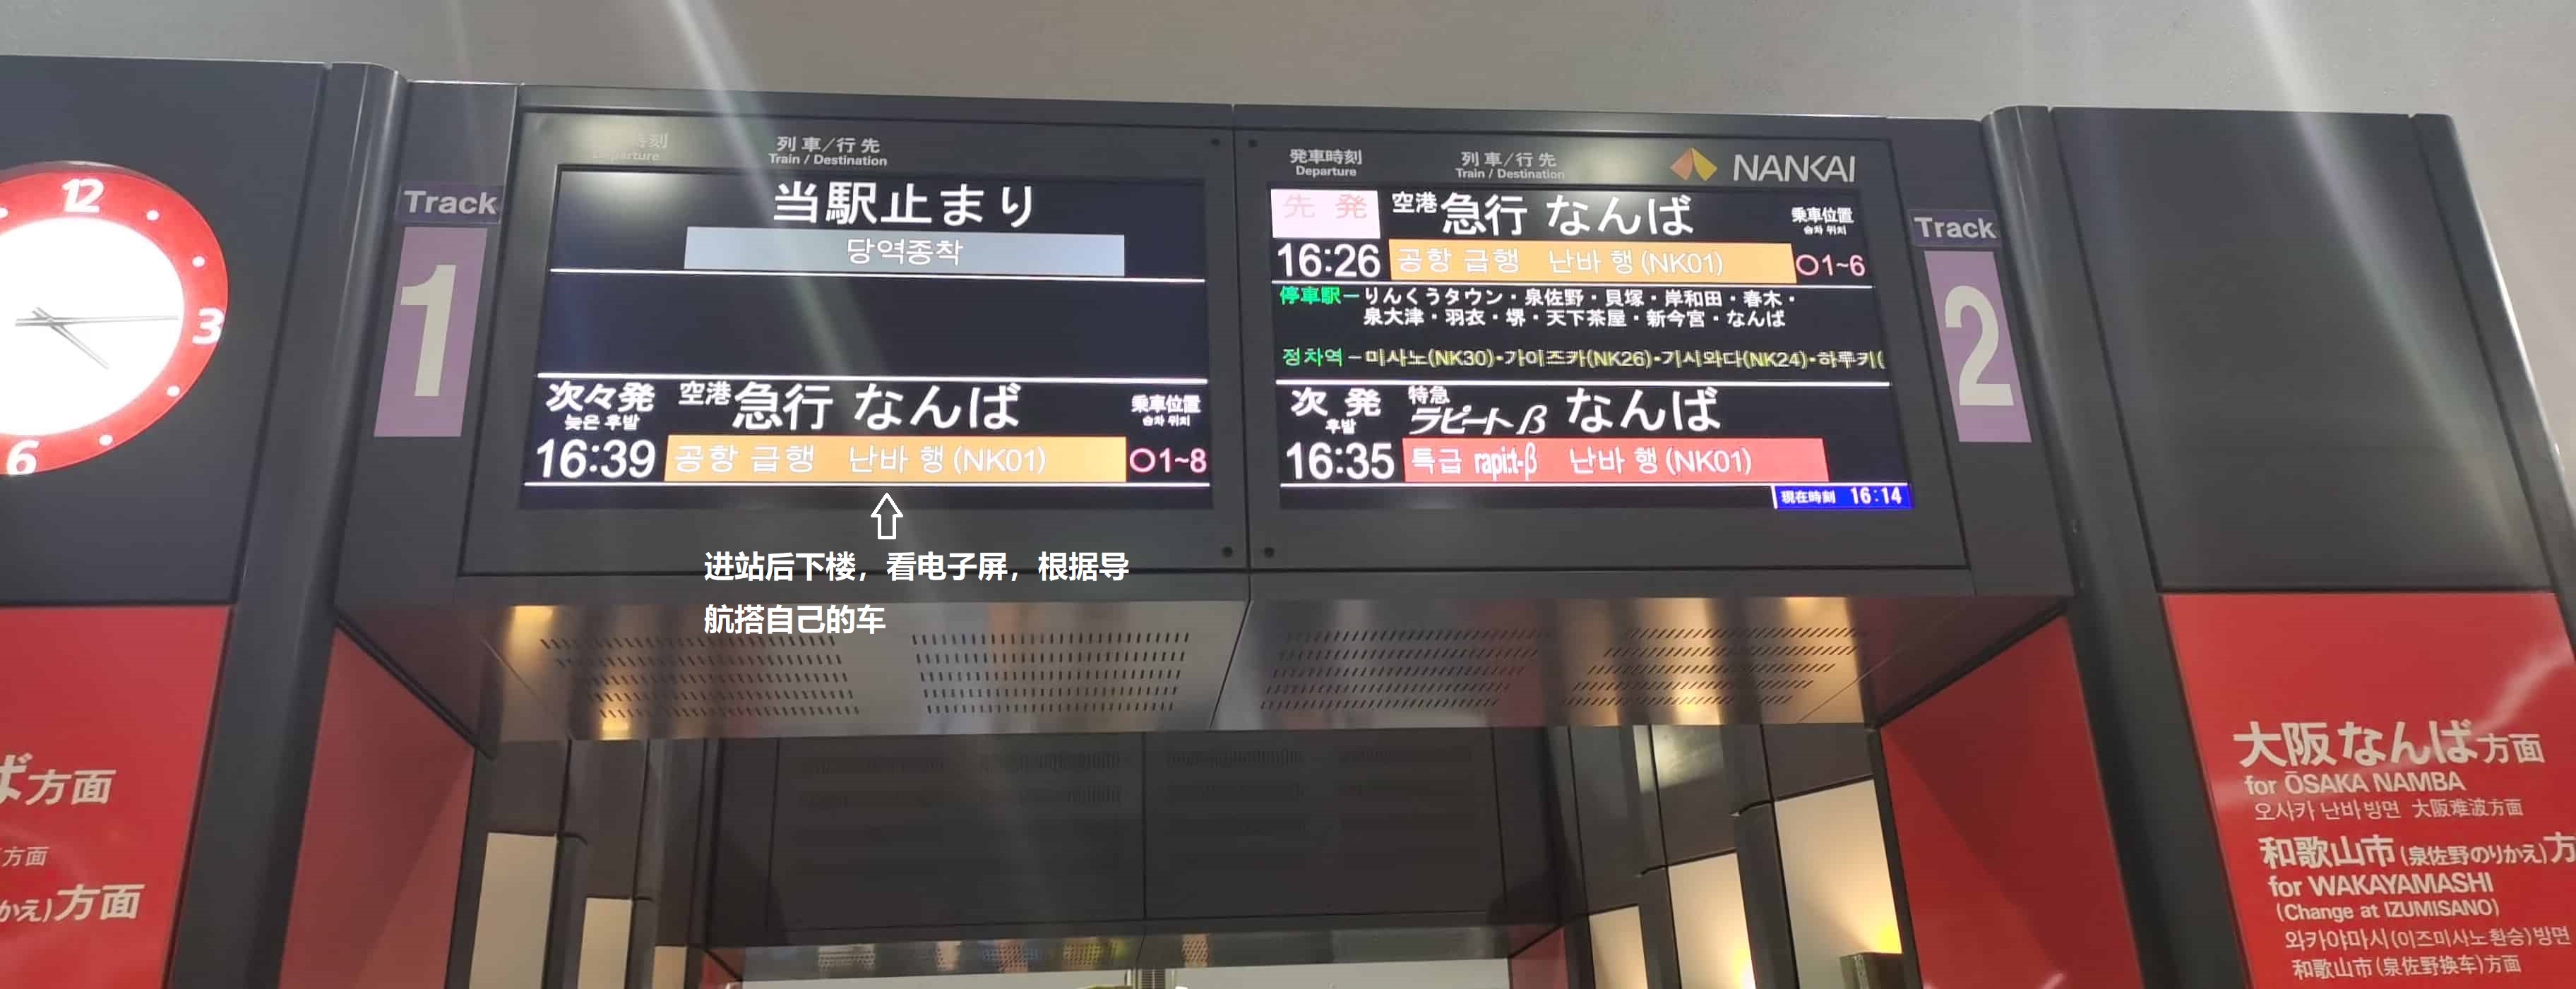 12
3
6
Track
1
時刻
Departure
列車/行先
Train / Destination
当駅止まり
당역종착
次々発
늦은 후발
空港急行 なんば
乗車位置
승차 위치
16:39
공항 급행 난바 행(NK01)
○1~8
発車時刻
Departure
列車/行先
Train / Destination
NANKAI
先発
空港急行 なんば
乗車位置
승차 위치
16:26
공항 급행 난바 행(NK01)
○1~6
停車駅ーりんくうタウン・泉佐野・貝塚・岸和田・春木・
泉大津・羽衣・堺・天下茶屋・新今宮・なんば
정차역 – 미사노(NK30)・가이즈카(NK26)・기시와다(NK24)・하루키(
次発
후발
特急
ラピートβ なんば
16:35
특급 rapi:t-β 난바 행(NK01)
現在時刻 16:14
Track
2
进站后下楼，看电子屏，根据导
航搭自己的车
ば方面
方面
かえ)方面
大阪なんば方面
for ŌSAKA NAMBA
오사카 난바방면 大阪难波方面
和歌山市(泉佐野のりかえ)方
for WAKAYAMASHI
(Change at IZUMISANO)
와카야마시(이즈미사노 환승)방면
和歌山市(泉佐野换车)方面